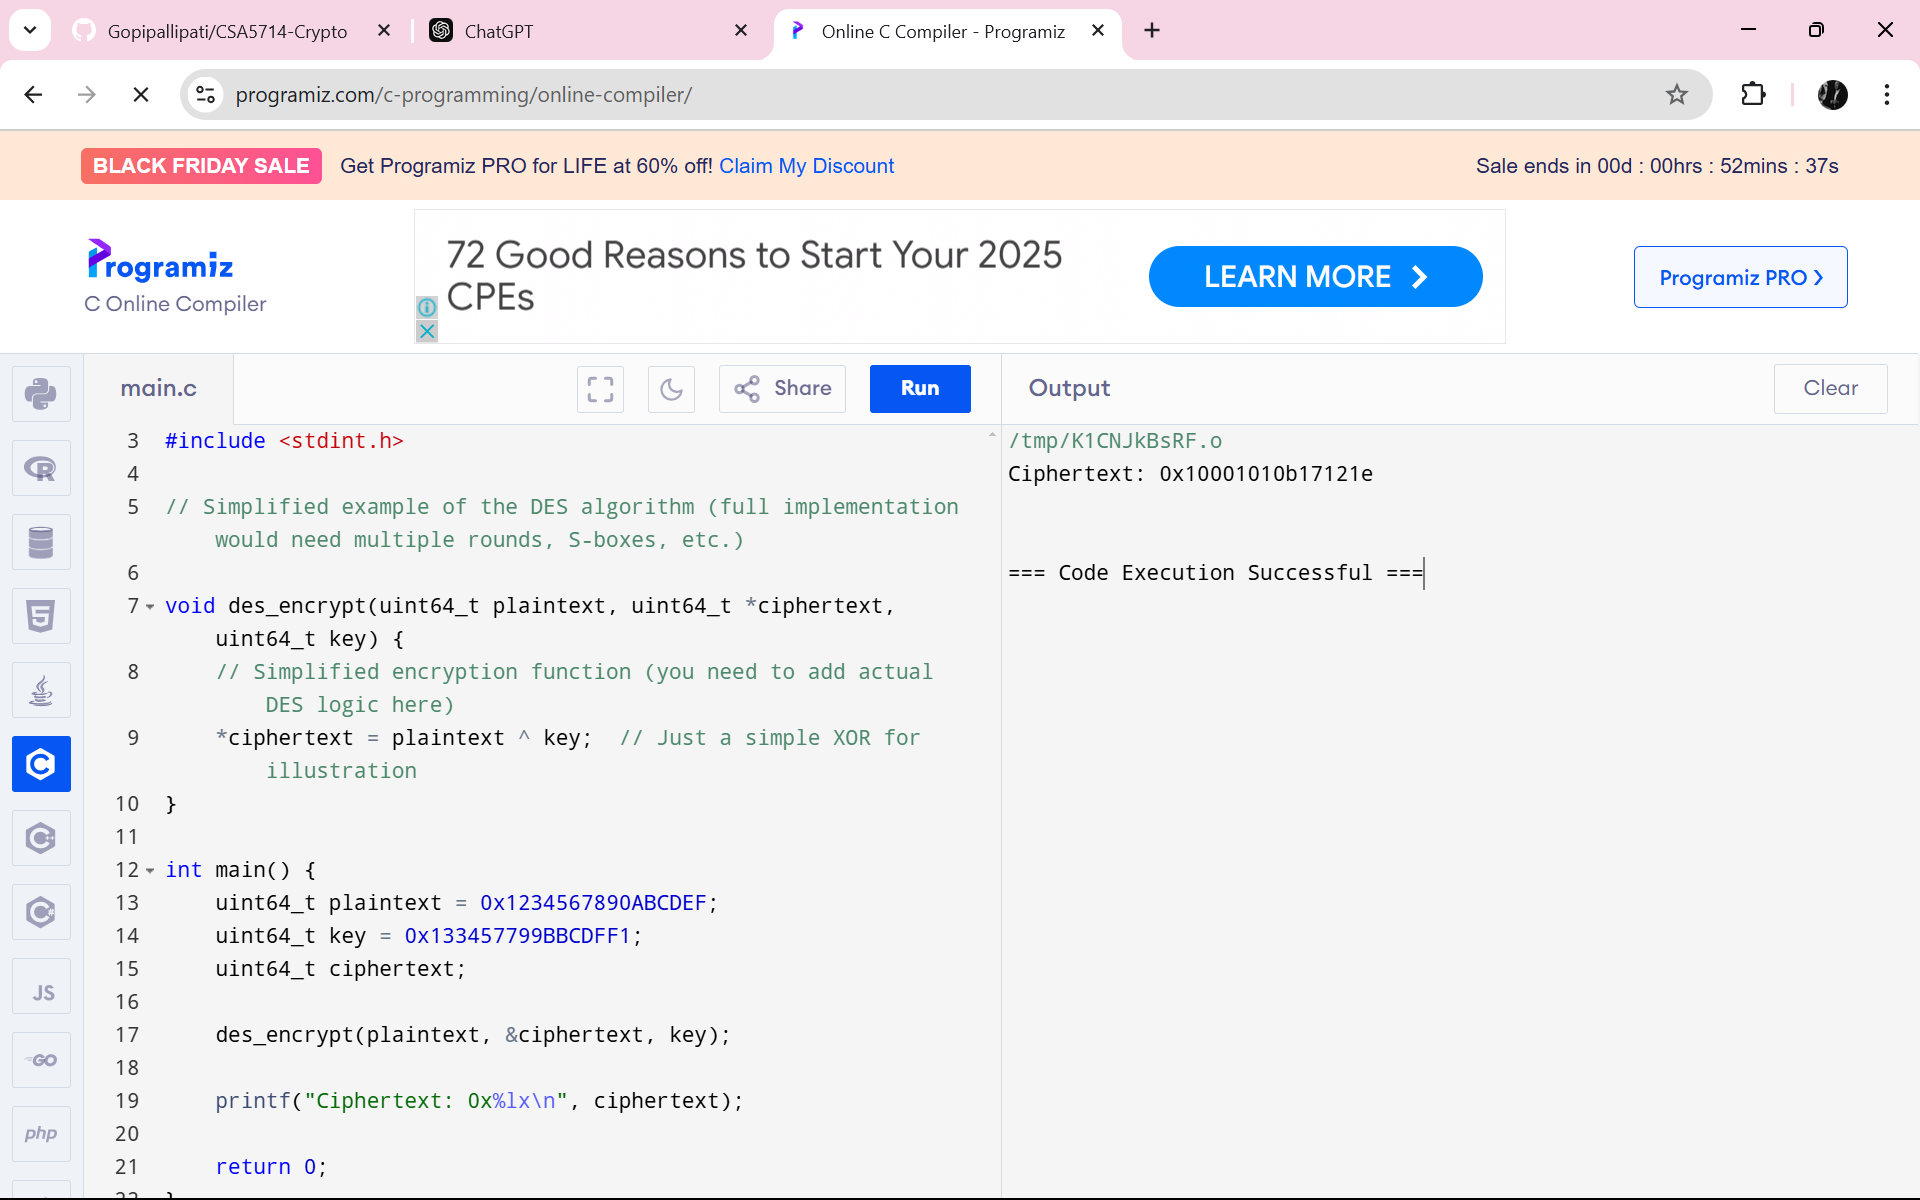 Gopipallipati/CSA5714-Crypto
ChatGPT
Online C Compiler - Programiz
programiz.com/c-programming/online-compiler/
BLACK FRIDAY SALE Get Programiz PRO for LIFE at 60% off! Claim My Discount
Sale ends in 00d : 00hrs : 52mins : 37s
Programiz
C Online Compiler
72 Good Reasons to Start Your 2025
CPEs
LEARN MORE
Programiz PRO
main.c
Share
Run
Output
Clear
3 #include <stdint.h>
4
5 // Simplified example of the DES algorithm (full implementation
would need multiple rounds, S-boxes, etc.)
6
7 void des_encrypt(uint64_t plaintext, uint64_t *ciphertext,
uint64_t key) {
8 // Simplified encryption function (you need to add actual
DES logic here)
9 *ciphertext = plaintext ^ key;  // Just a simple XOR for
illustration
10 }
11
12 int main() {
13 uint64_t plaintext = 0x1234567890ABCDEF;
14 uint64_t key = 0x133457799BBCDFF1;
15 uint64_t ciphertext;
16
17 des_encrypt(plaintext, &ciphertext, key);
18
19 printf("Ciphertext: 0x%lx\n", ciphertext);
20
21 return 0;
22 }
/tmp/K1CNJkBsRF.o
Ciphertext: 0x10001010b17121e
=== Code Execution Successful ===
R
5
C
C++
C#
JS
GO
php